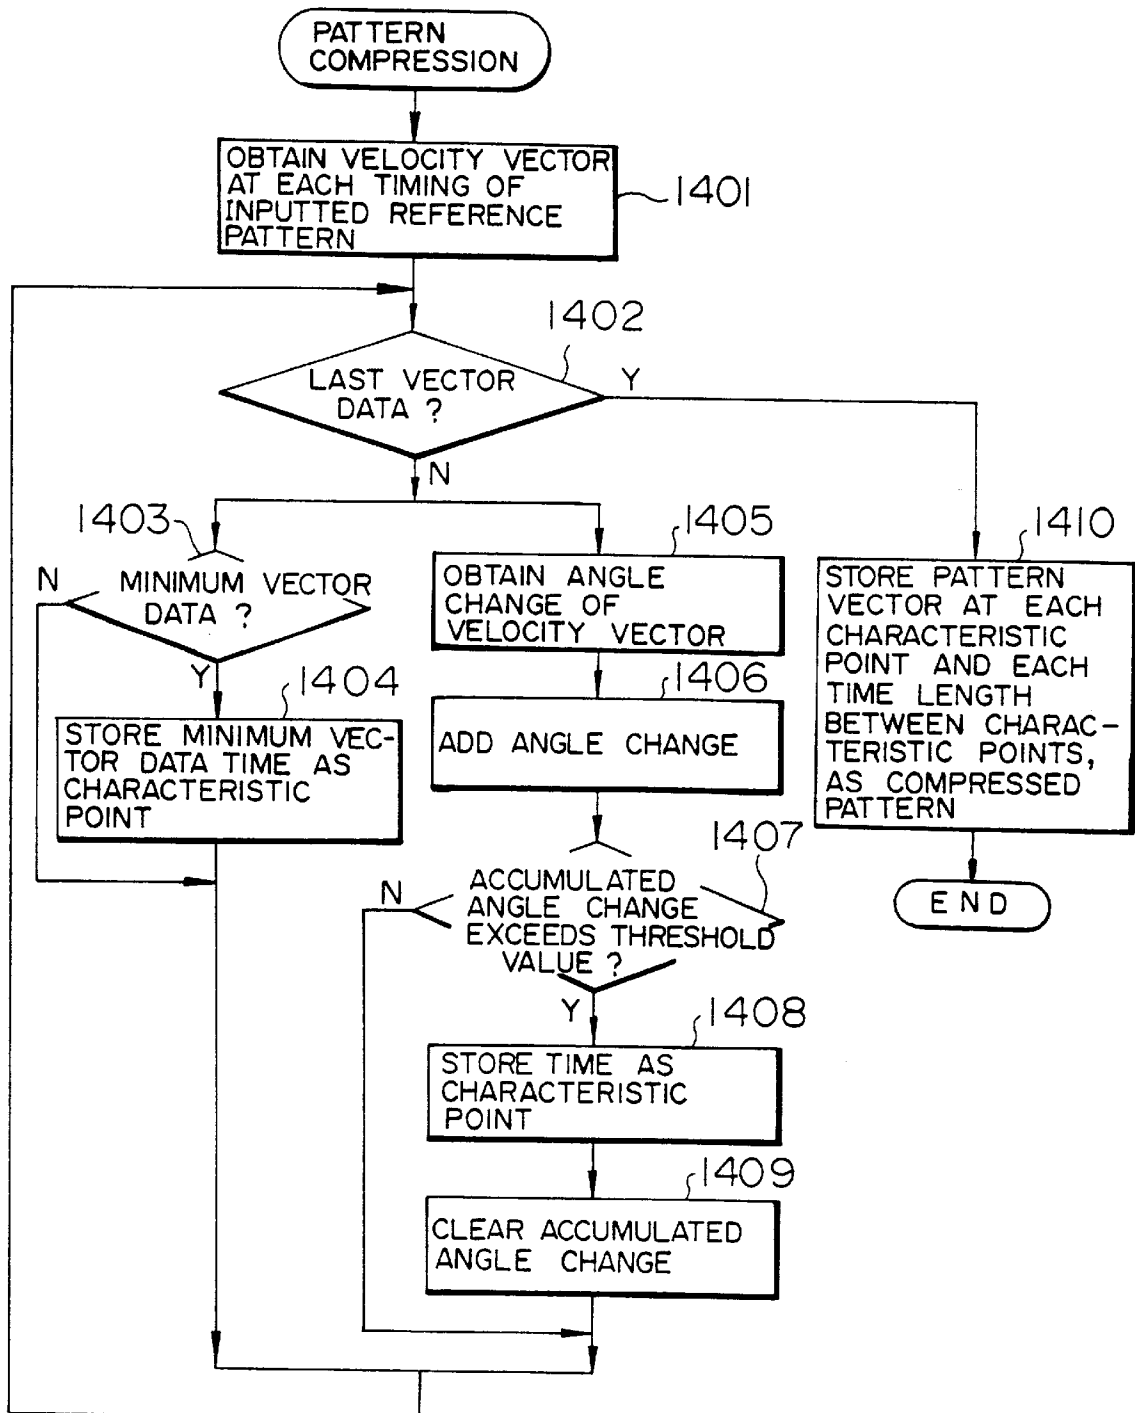 PATTERN
COMPRESSION
OBTAIN VELOCITY VECTOR
AT EACH TIMING OF
INPUTTED REFERENCE
PATTERN
1401
1402
LAST VECTOR
DATA ?
Y
N
1403
N
MINIMUM VECTOR
DATA ?
Y
1404
STORE MINIMUM VEC-
TOR DATA TIME AS
CHARACTERISTIC
POINT
1405
OBTAIN ANGLE
CHANGE OF
VELOCITY VECTOR
1406
ADD ANGLE CHANGE
1407
N
ACCUMULATED
ANGLE CHANGE
EXCEEDS THRESHOLD
VALUE ?
Y
1408
STORE TIME AS
CHARACTERISTIC
POINT
1409
CLEAR ACCUMULATED
ANGLE CHANGE
1410
STORE PATTERN
VECTOR AT EACH
CHARACTERISTIC
POINT AND EACH
TIME LENGTH
BETWEEN CHARAC-
TERISTIC POINTS,
AS COMPRESSED
PATTERN
END